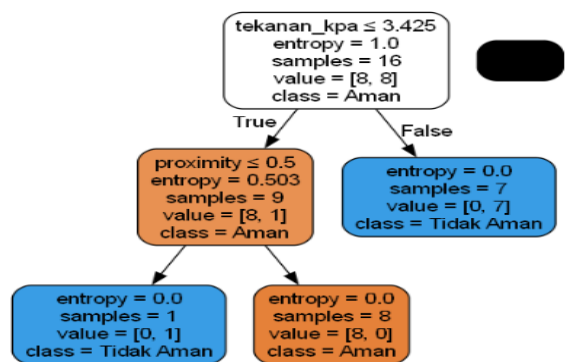 tekanan_kpa ≤ 3.425
entropy = 1.0
samples = 16
value = [8, 8]
class = Aman
True
False
proximity ≤ 0.5
entropy = 0.503
samples = 9
value = [8, 1]
class = Aman
entropy = 0.0
samples = 7
value = [0, 7]
class = Tidak Aman
entropy = 0.0
samples = 1
value = [0, 1]
class = Tidak Aman
entropy = 0.0
samples = 8
value = [8, 0]
class = Aman